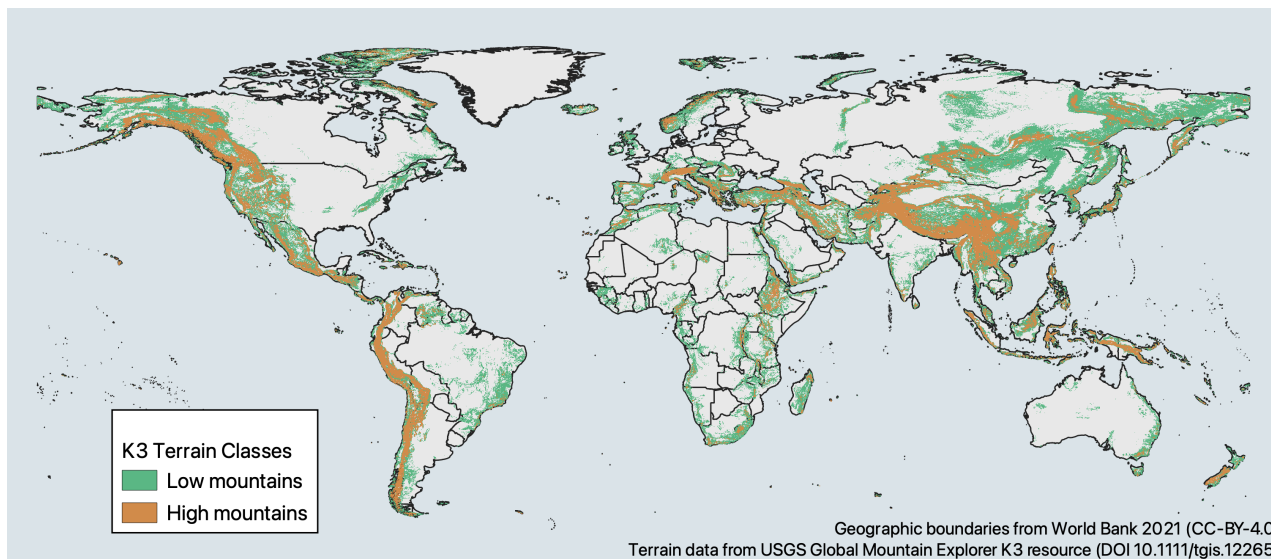 K3 Terrain Classes
Low mountains
High mountains
Geographic boundaries from World Bank 2021 (CC-BY-4.0
Terrain data from USGS Global Mountain Explorer K3 resource (DOI 10.1111/tgis.12265